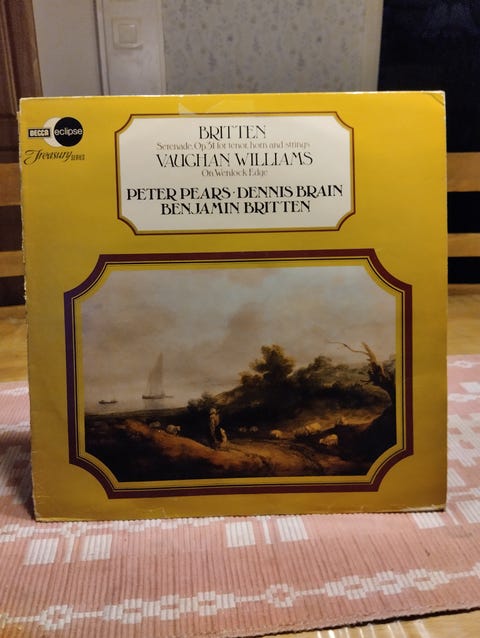 DECCA eclipse
Treasury SERIES
BRITTEN
Serenade, Op.31 for tenor, horn and strings
VAUGHAN WILLIAMS
On Wenlock Edge
PETER PEARS · DENNIS BRAIN
BENJAMIN BRITTEN